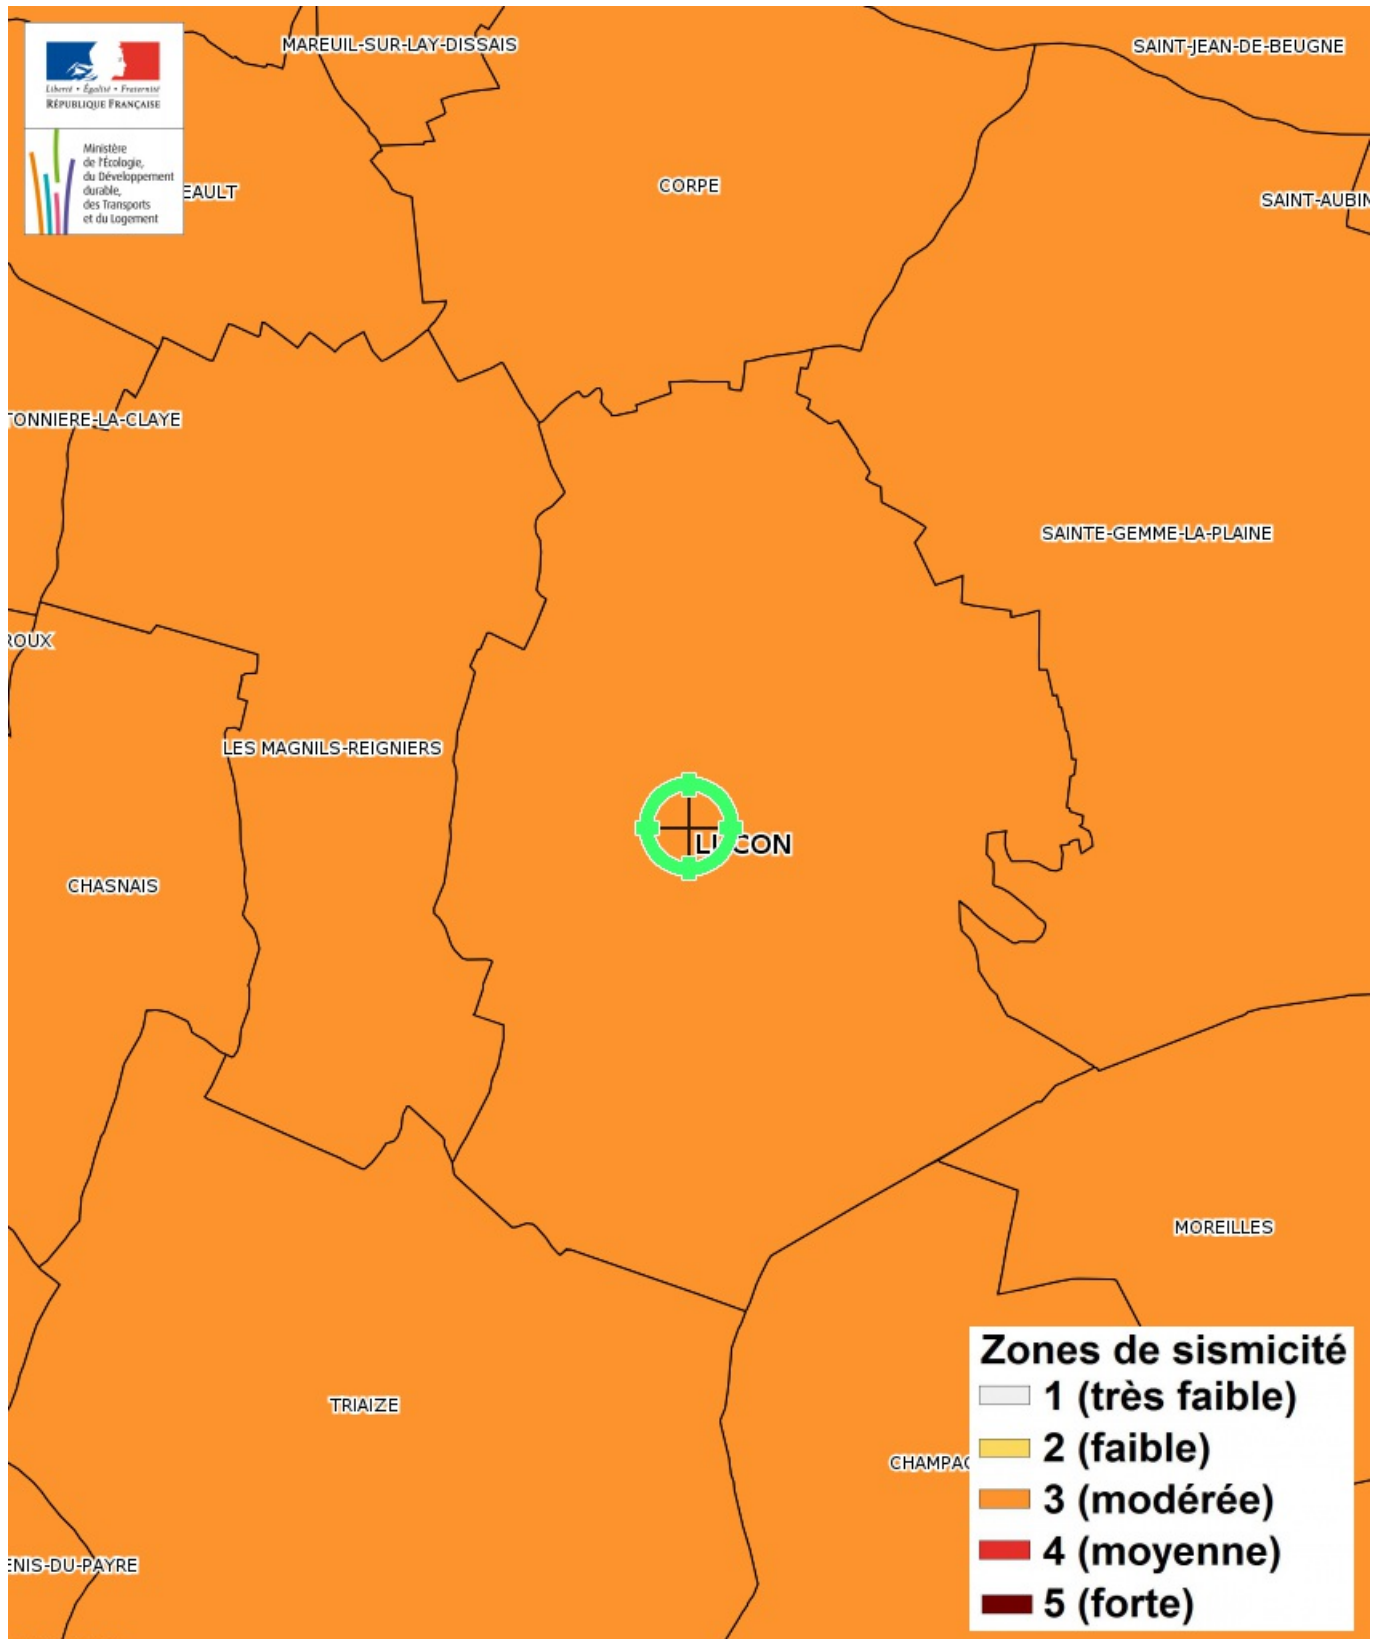 MAREUIL-SUR-LAY-DISSAIS
SAINT-JEAN-DE-BEUGNE
Liberté • Égalité • Fraternité
RÉPUBLIQUE FRANÇAISE
Ministère
de l'Écologie,
du Développement
durable,
des Transports
et du Logement
EAULT
CORPE
SAINT-AUBIN
TONNIERE-LA-CLAYE
SAINTE-GEMME-LA-PLAINE
ROUX
LES MAGNILS-REIGNIERS
LUCON
CHASNAIS
MOREILLES
TRIAIZE
CHAMPAG
ENIS-DU-PAYRE
Zones de sismicité
1 (très faible)
2 (faible)
3 (modérée)
4 (moyenne)
5 (forte)